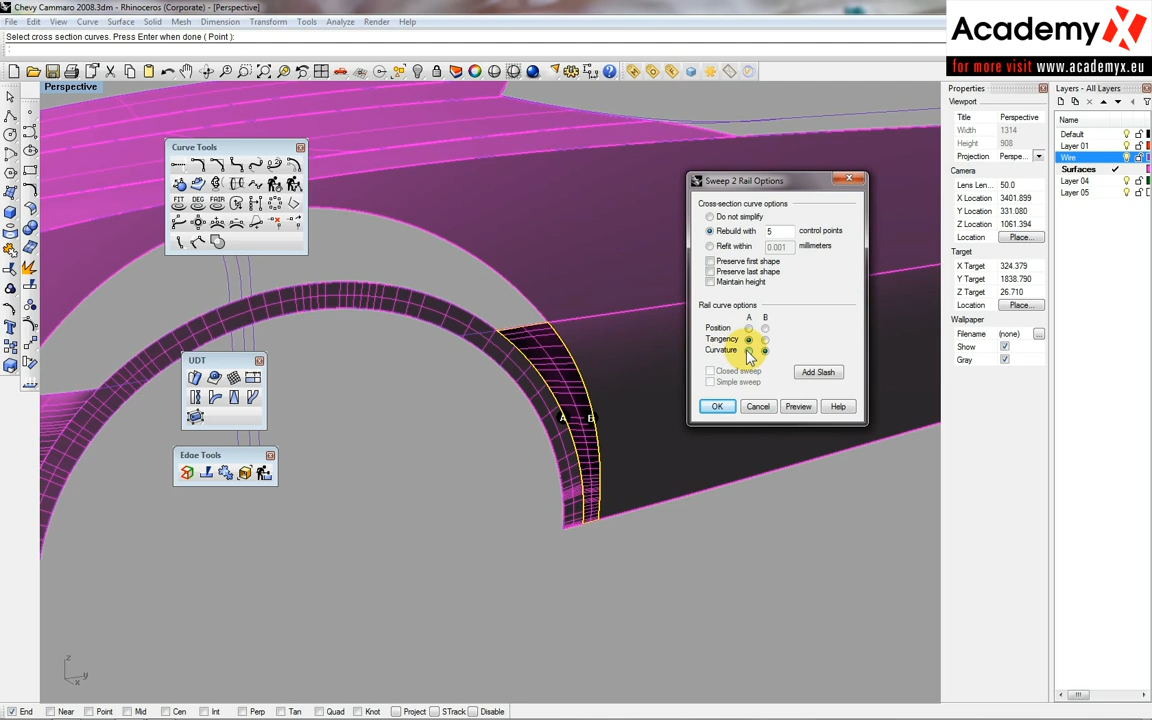 Chevy Cammaro 2008.3dm - Rhinoceros (Corporate) - [Perspective]
File Edit View Curve Surface Solid Mesh Dimension Transform Tools Analyze Render Help
Select cross section curves. Press Enter when done ( Point ):
:
AcademyX
for more visit www.academyx.eu
Perspective
Curve Tools
FIT DEG FAIR
UDT
Edae Tools
A B
Sweep 2 Rail Options
Cross-section curve options
Do not simplify
Rebuild with 5 control points
Refit within 0.001 millimeters
Preserve first shape
Preserve last shape
Maintain height
Rail curve options
A B
Position
Tangency
Curvature
Closed sweep
Simple sweep
Add Slash
OK Cancel Preview Help
Properties
Viewport
Title Perspective
Width 1314
Height 908
Projection Perspe...
Camera
Lens Len... 50.0
X Location 3401.899
Y Location 331.080
Z Location 1061.394
Location Place...
Target
X Target 324.379
Y Target 1838.790
Z Target 26.710
Location Place...
Wallpaper
Filename (none) ...
Show
Gray
Layers - All Layers
Name
Default
Layer 01
Wire
Surfaces
Layer 04
Layer 05
z
y
x
End Near Point Mid Cen Int Perp Tan Quad Knot Project STrack Disable